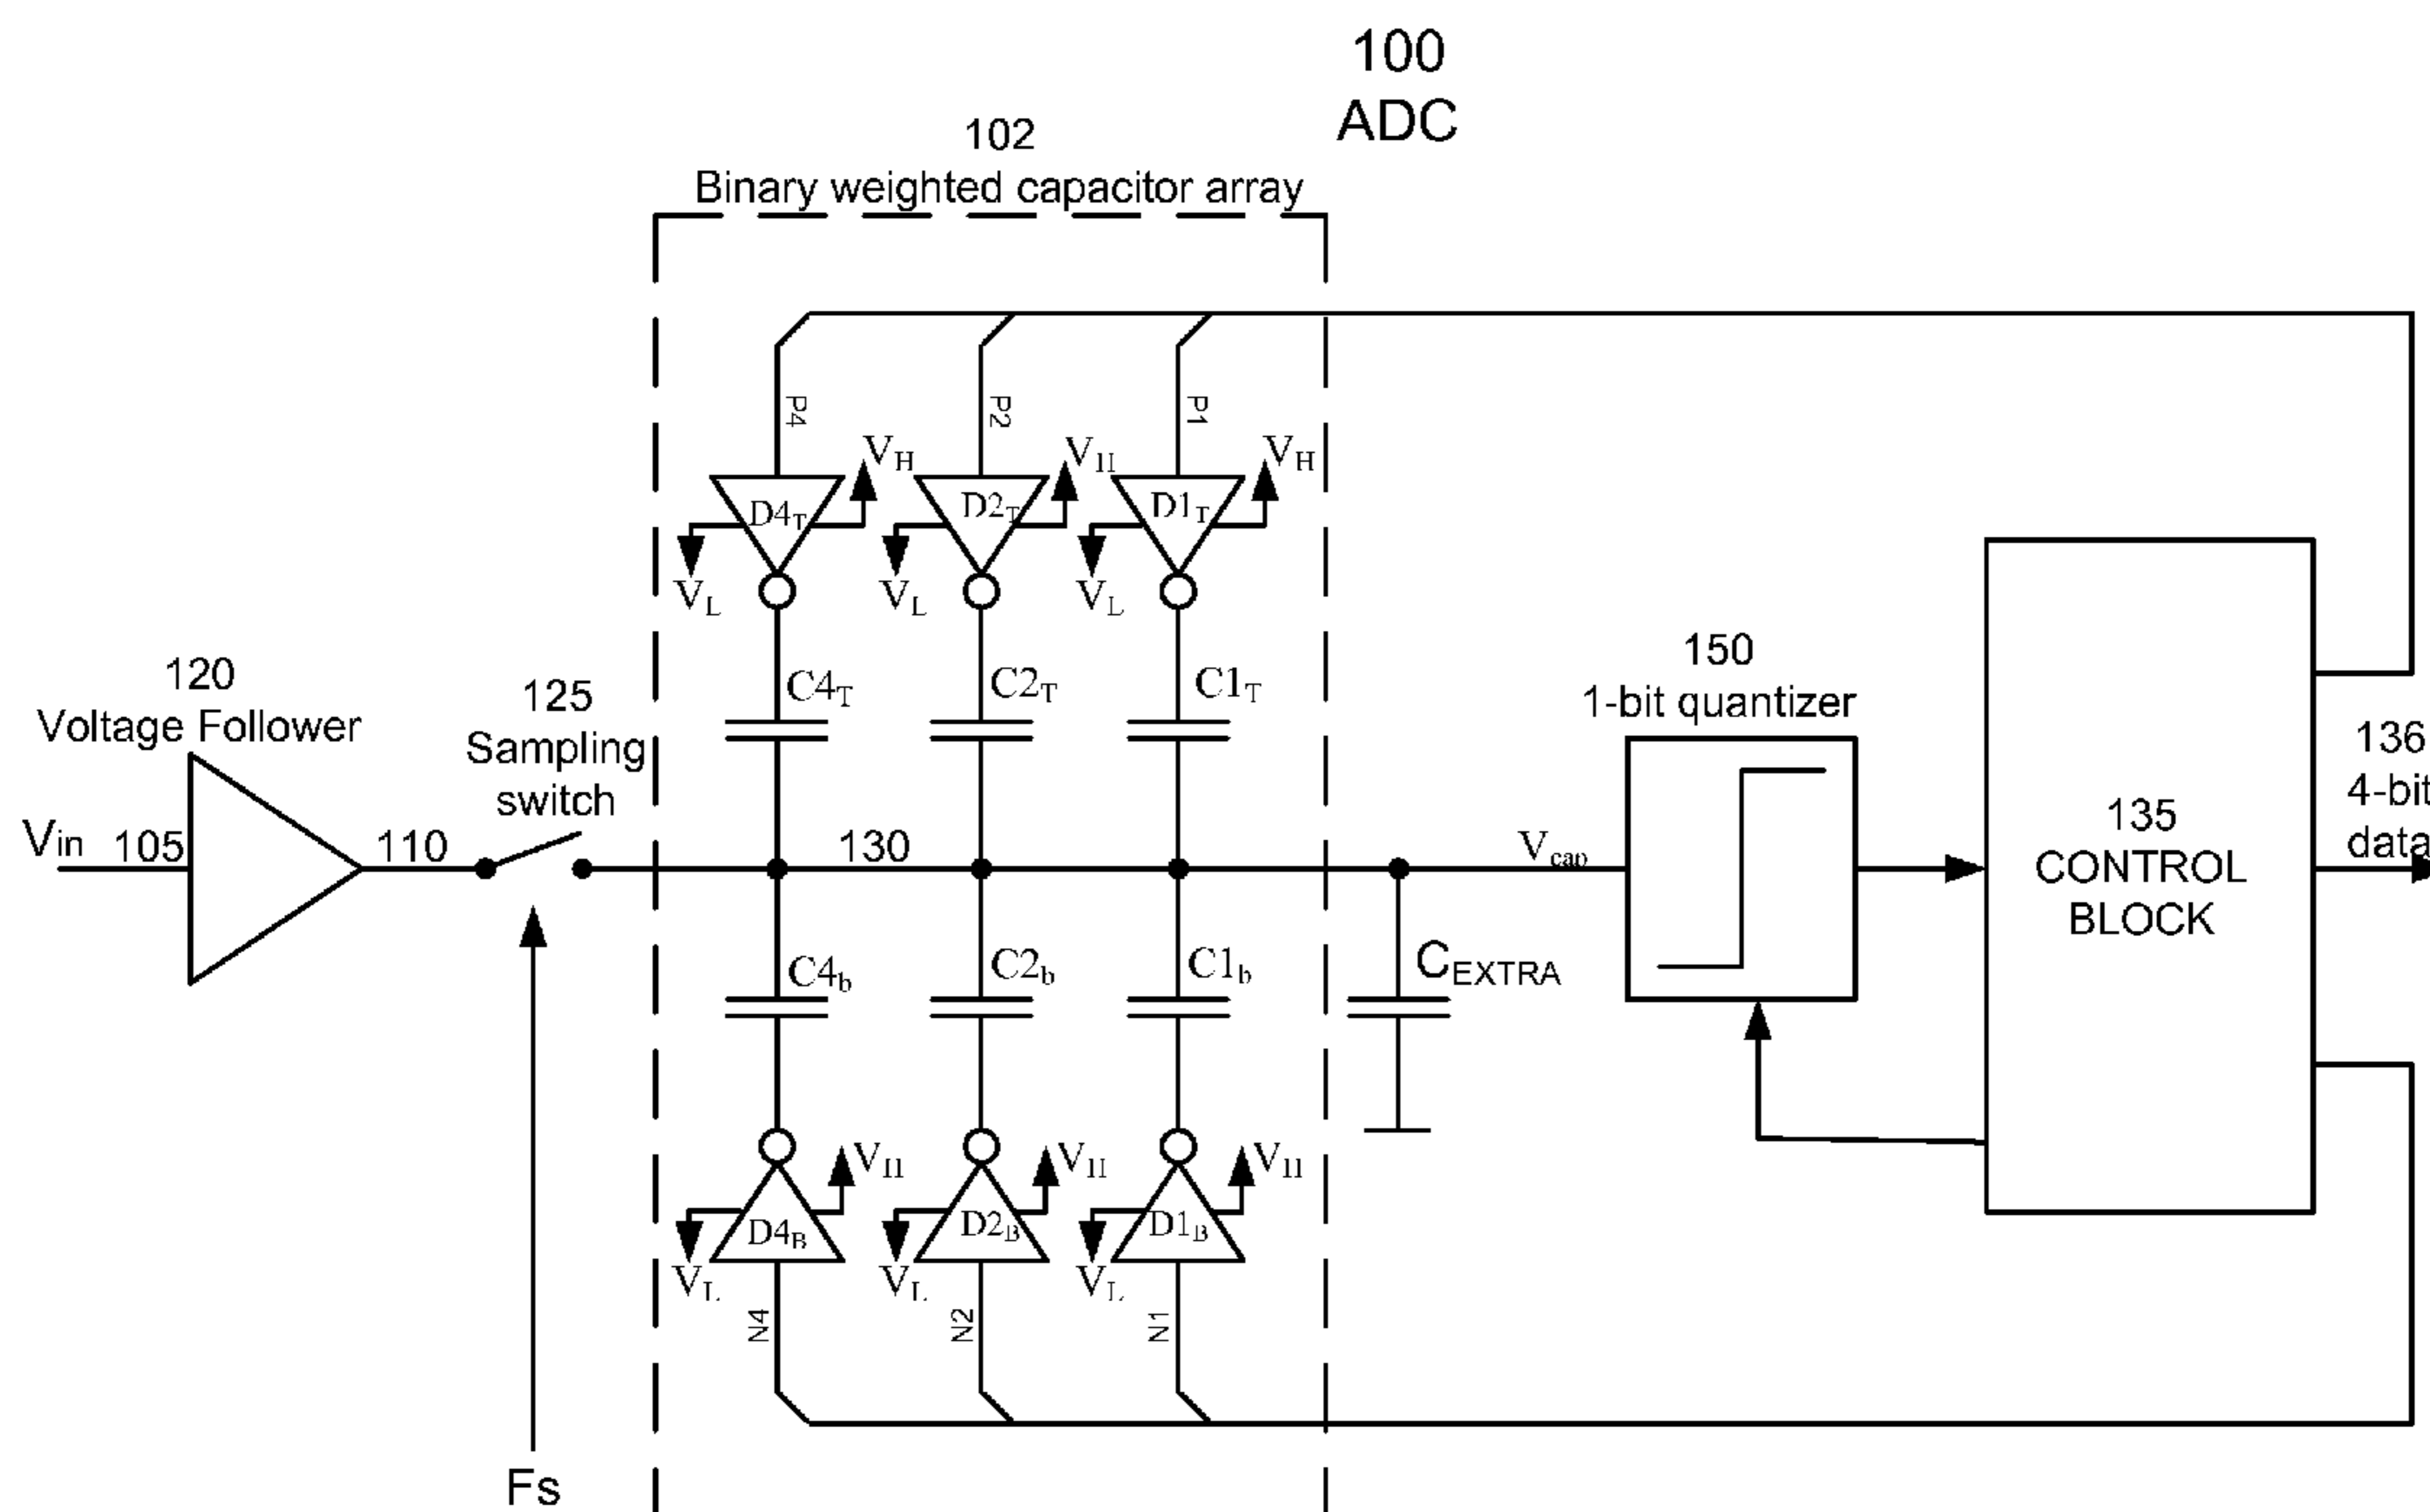 100
ADC
102
Binary weighted capacitor array
P4
P2
P1
VH
VH
VH
D4T
D2T
D1T
VL
VL
VL
C4T
C2T
C1T
120
Voltage Follower
125
Sampling
switch
150
1-bit quantizer
136
4-bit
data
Vin
105
110
130
Vcap
135
CONTROL
BLOCK
C4b
C2b
C1b
CEXTRA
VH
VH
VH
D4B
D2B
D1B
VL
VL
VL
N4
N2
N1
Fs